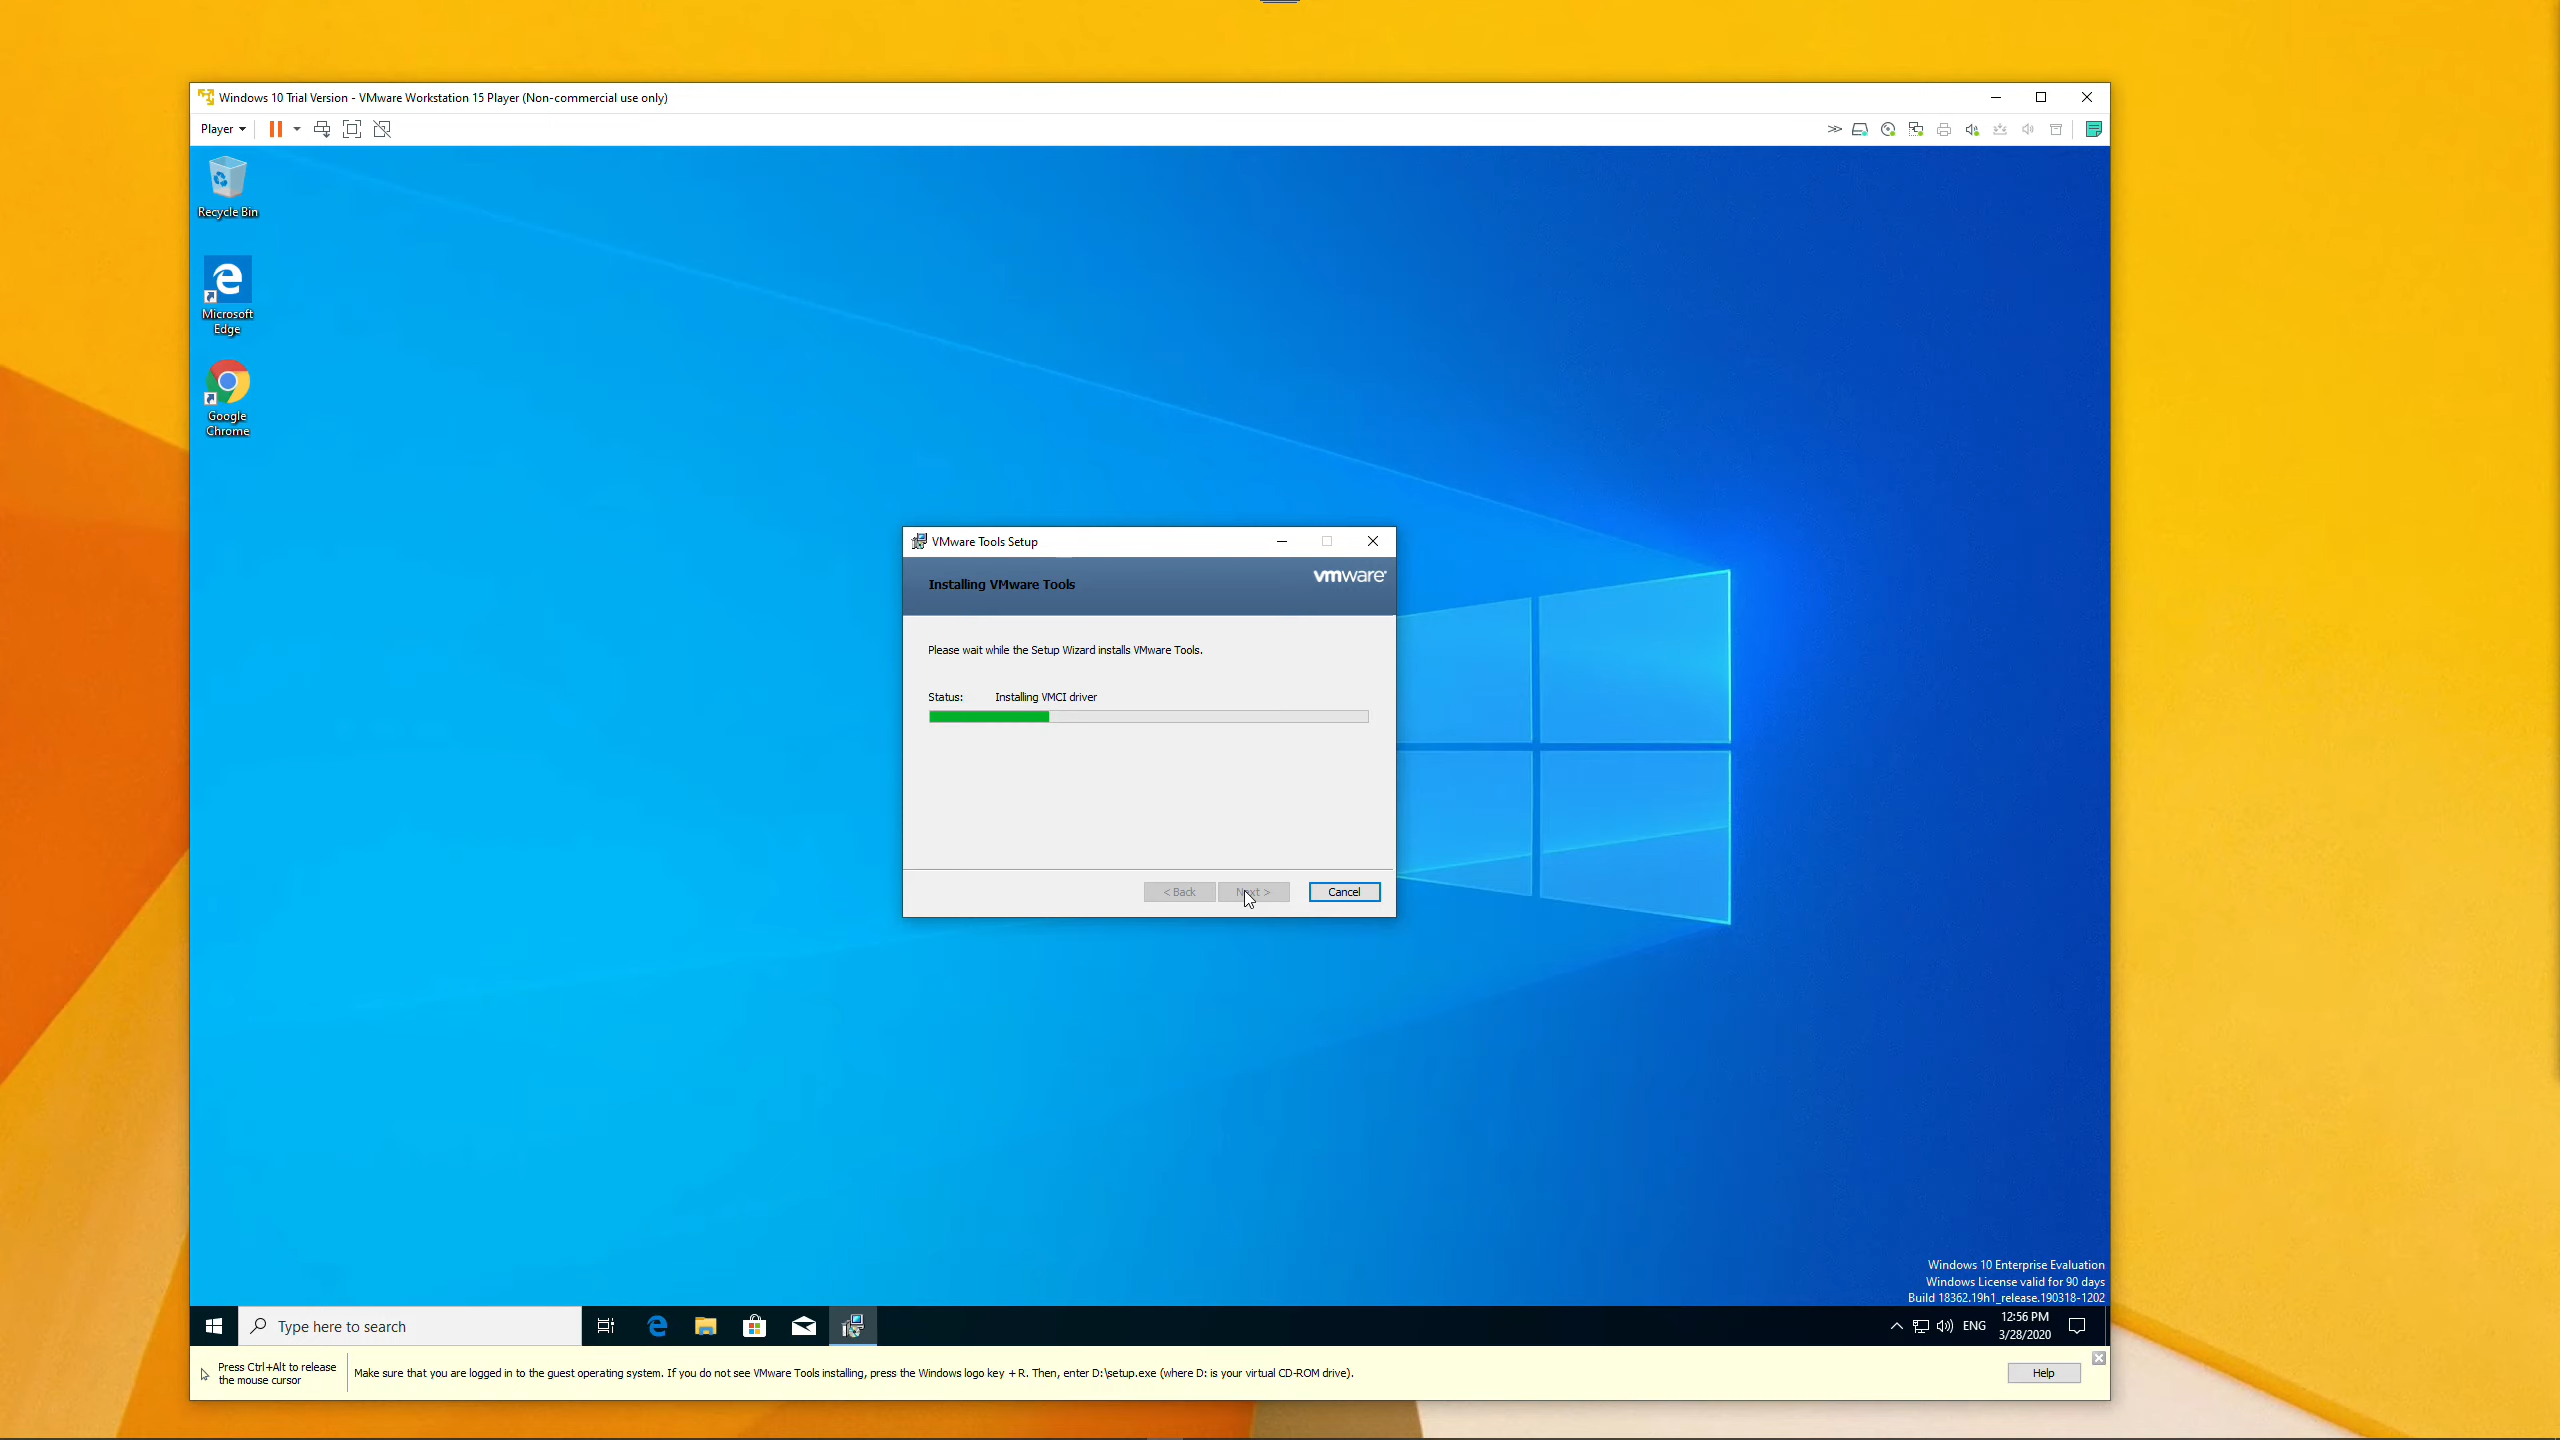 Windows 10 Trial Version - VMware Workstation 15 Player (Non-commercial use only)
Player
Recycle Bin
Microsoft
Edge
Google
Chrome
VMware Tools Setup
Installing VMware Tools
vmware
Please wait while the Setup Wizard installs VMware Tools.
Status: Installing VMCI driver
< Back Next > Cancel
Windows 10 Enterprise Evaluation
Windows License valid for 90 days
Build 18362.19h1_release.190318-1202
Type here to search
ENG
12:56 PM
3/28/2020
Press Ctrl+Alt to release
the mouse cursor
Make sure that you are logged in to the guest operating system. If you do not see VMware Tools installing, press the Windows logo key + R. Then, enter D:\setup.exe (where D: is your virtual CD-ROM drive).
Help